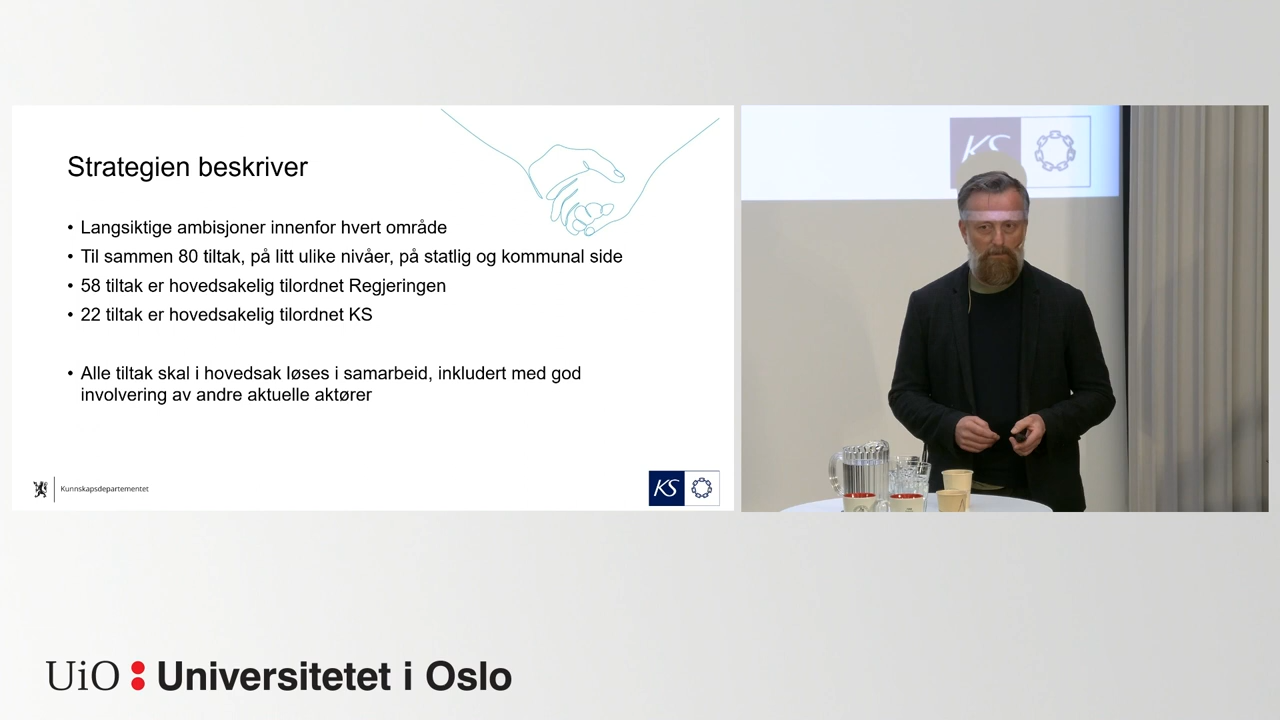 Strategien beskriver
• Langsiktige ambisjoner innenfor hvert område
• Til sammen 80 tiltak, på litt ulike nivåer, på statlig og kommunal side
• 58 tiltak er hovedsakelig tilordnet Regjeringen
• 22 tiltak er hovedsakelig tilordnet KS
• Alle tiltak skal i hovedsak løses i samarbeid, inkludert med god
involvering av andre aktuelle aktører
Kunnskapsdepartementet
KS
KS
UiO : Universitetet i Oslo